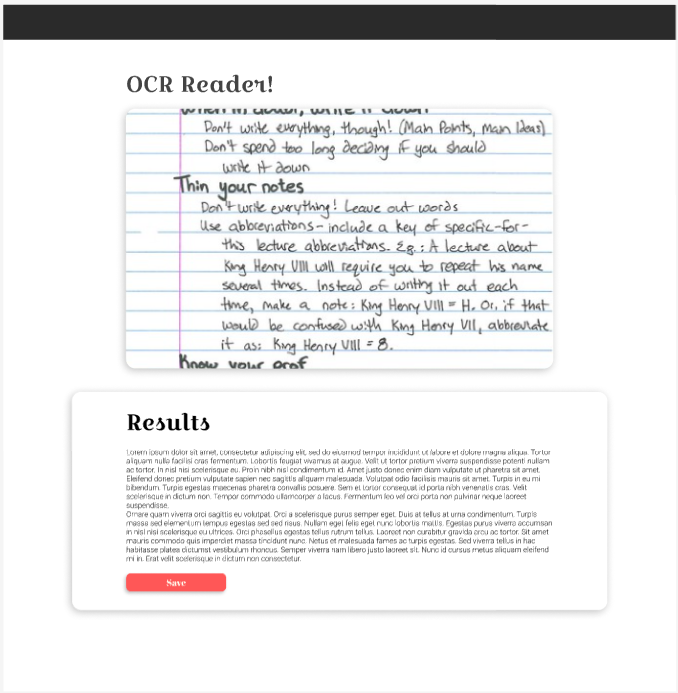 OCR Reader!
When in doubt, write it down
Don't write everything, though! (Main Points, Main Ideas)
Don't spend too long deciding if you should
write it down
Thin your notes
Don't write everything! Leave out words
Use abbreviations - include a key of specific-for-
this lecture abbreviations. Eg.: A lecture about
King Henry VIII will require you to repeat his name
several times. Instead of writing it out each
time, make a note: King Henry VIII = H. Or, if that
would be confused with King Henry VII, abbreviate
it as: King Henry VIII = 8.
Know your prof
Results
Lorem ipsum dolor sit amet, consectetur adipiscing elit, sed do eiusmod tempor incididunt ut labore et dolore magna aliqua. Tortor
aliquam nulla facilisi cras fermentum. Lobortis feugiat vivamus at augue. Velit ut tortor pretium viverra suspendisse potenti nullam
ac tortor. In nisl nisi scelerisque eu. Proin nibh nisl condimentum id. Amet justo donec enim diam vulputate ut pharetra sit amet.
Eleifend donec pretium vulputate sapien nec sagittis aliquam malesuada. Volutpat odio facilisis mauris sit amet. Turpis in eu mi
bibendum. Turpis egestas maecenas pharetra convallis posuere. Sem et tortor consequat id porta nibh venenatis cras. Velit
scelerisque in dictum non. Tempor commodo ullamcorper a lacus. Fermentum leo vel orci porta non pulvinar neque laoreet
suspendisse.
Ornare quam viverra orci sagittis eu volutpat. Orci a scelerisque purus semper eget. Duis at tellus at urna condimentum. Turpis
massa sed elementum tempus egestas sed sed risus. Nullam eget felis eget nunc lobortis mattis. Egestas purus viverra accumsan
in nisl nisi scelerisque eu ultrices. Orci phasellus egestas tellus rutrum tellus. Laoreet non curabitur gravida arcu ac tortor. Sit amet
mauris commodo quis imperdiet massa tincidunt nunc. Netus et malesuada fames ac turpis egestas. Sed viverra tellus in hac
habitasse platea dictumst vestibulum rhoncus. Semper viverra nam libero justo laoreet sit. Nunc id cursus metus aliquam eleifend
mi in. Erat velit scelerisque in dictum non consectetur.
Save